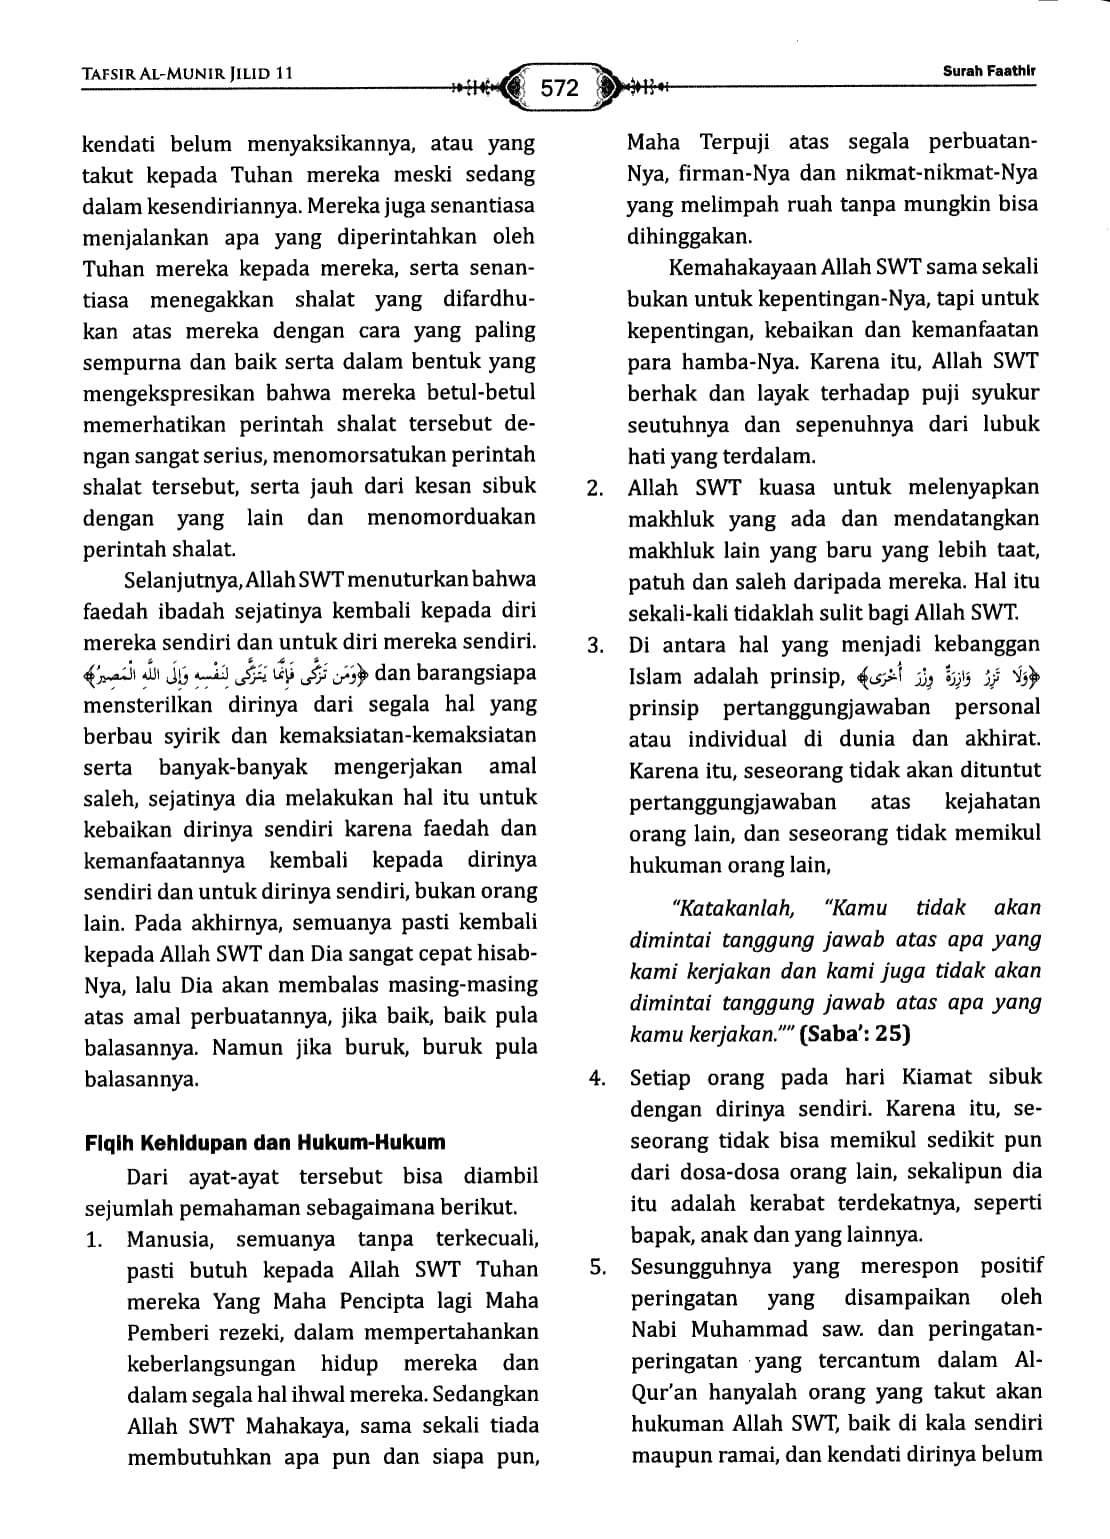 TAFSIR AL-MUNIR JILID 11
572
Surah Faathir
kendati belum menyaksikannya, atau yang
takut kepada Tuhan mereka meski sedang
dalam kesendiriannya. Mereka juga senantiasa
menjalankan apa yang diperintahkan oleh
Tuhan mereka kepada mereka, serta senan-
tiasa menegakkan shalat yang difardhu-
kan atas mereka dengan cara yang paling
sempurna dan baik serta dalam bentuk yang
mengekspresikan bahwa mereka betul-betul
memerhatikan perintah shalat tersebut de-
ngan sangat serius, menomorsatukan perintah
shalat tersebut, serta jauh dari kesan sibuk
dengan yang lain dan menomorduakan
perintah shalat.
Selanjutnya, Allah SWT menuturkan bahwa
faedah ibadah sejatinya kembali kepada diri
mereka sendiri dan untuk diri mereka sendiri.
﴿وَمَن تَزَكَّى فَإِنَّمَا يَتَزَكَّى لِنَفْسِهِ وَإِلَى اللَّهِ الْمَصِيرُ﴾ dan barangsiapa
mensterilkan dirinya dari segala hal yang
berbau syirik dan kemaksiatan-kemaksiatan
serta banyak-banyak mengerjakan amal
saleh, sejatinya dia melakukan hal itu untuk
kebaikan dirinya sendiri karena faedah dan
kemanfaatannya kembali kepada dirinya
sendiri dan untuk dirinya sendiri, bukan orang
lain. Pada akhirnya, semuanya pasti kembali
kepada Allah SWT dan Dia sangat cepat hisab-
Nya, lalu Dia akan membalas masing-masing
atas amal perbuatannya, jika baik, baik pula
balasannya. Namun jika buruk, buruk pula
balasannya.
Fiqih Kehidupan dan Hukum-Hukum
Dari ayat-ayat tersebut bisa diambil
sejumlah pemahaman sebagaimana berikut.
1. Manusia, semuanya tanpa terkecuali,
pasti butuh kepada Allah SWT Tuhan
mereka Yang Maha Pencipta lagi Maha
Pemberi rezeki, dalam mempertahankan
keberlangsungan hidup mereka dan
dalam segala hal ihwal mereka. Sedangkan
Allah SWT Mahakaya, sama sekali tiada
membutuhkan apa pun dan siapa pun,
Maha Terpuji atas segala perbuatan-
Nya, firman-Nya dan nikmat-nikmat-Nya
yang melimpah ruah tanpa mungkin bisa
dihinggakan.
Kemahakayaan Allah SWT sama sekali
bukan untuk kepentingan-Nya, tapi untuk
kepentingan, kebaikan dan kemanfaatan
para hamba-Nya. Karena itu, Allah SWT
berhak dan layak terhadap puji syukur
seutuhnya dan sepenuhnya dari lubuk
hati yang terdalam.
2. Allah SWT kuasa untuk melenyapkan
makhluk yang ada dan mendatangkan
makhluk lain yang baru yang lebih taat,
patuh dan saleh daripada mereka. Hal itu
sekali-kali tidaklah sulit bagi Allah SWT.
3. Di antara hal yang menjadi kebanggan
Islam adalah prinsip, ﴿وَلَا تَزِرُ وَازِرَةٌ وِزْرَ أُخْرَى﴾
prinsip pertanggungjawaban personal
atau individual di dunia dan akhirat.
Karena itu, seseorang tidak akan dituntut
pertanggungjawaban atas kejahatan
orang lain, dan seseorang tidak memikul
hukuman orang lain,
“Katakanlah, “Kamu tidak akan
dimintai tanggung jawab atas apa yang
kami kerjakan dan kami juga tidak akan
dimintai tanggung jawab atas apa yang
kamu kerjakan.”” (Saba’: 25)
4. Setiap orang pada hari Kiamat sibuk
dengan dirinya sendiri. Karena itu, se-
seorang tidak bisa memikul sedikit pun
dari dosa-dosa orang lain, sekalipun dia
itu adalah kerabat terdekatnya, seperti
bapak, anak dan yang lainnya.
5. Sesungguhnya yang merespon positif
peringatan yang disampaikan oleh
Nabi Muhammad saw. dan peringatan-
peringatan yang tercantum dalam Al-
Qur’an hanyalah orang yang takut akan
hukuman Allah SWT, baik di kala sendiri
maupun ramai, dan kendati dirinya belum